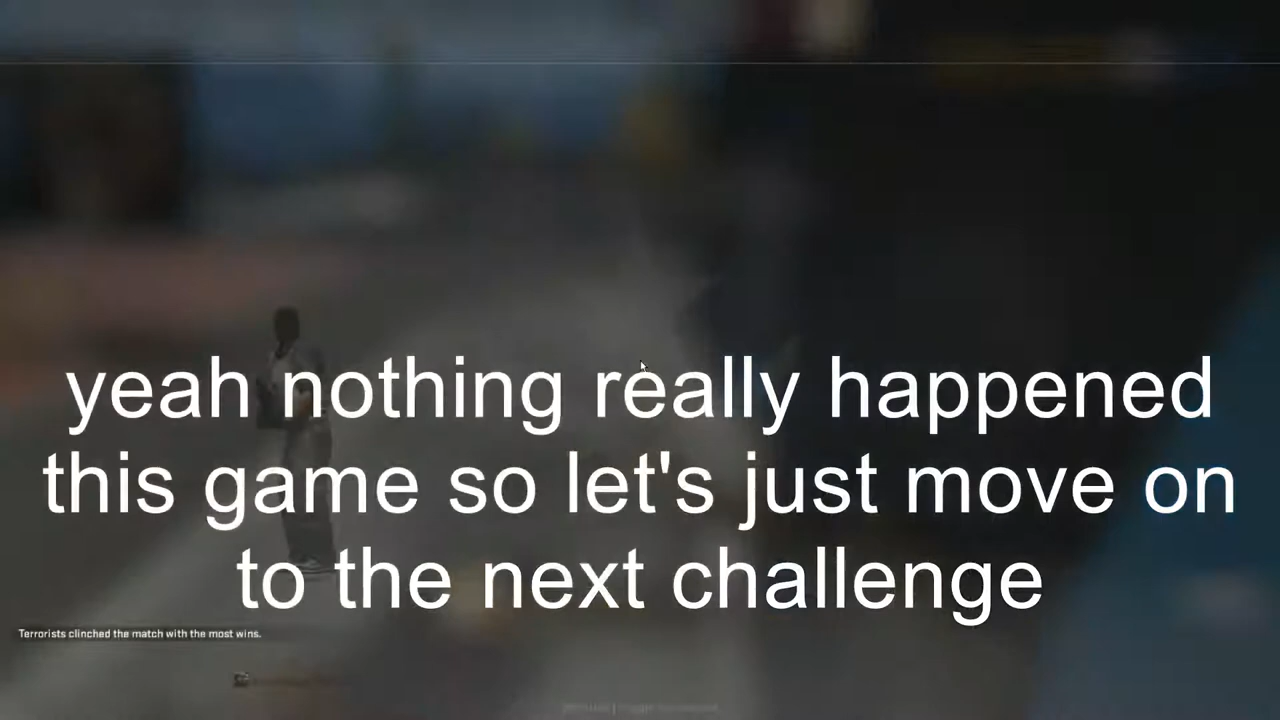 yeah nothing really happened
this game so let's just move on
to the next challenge
Terrorists clinched the match with the most wins.